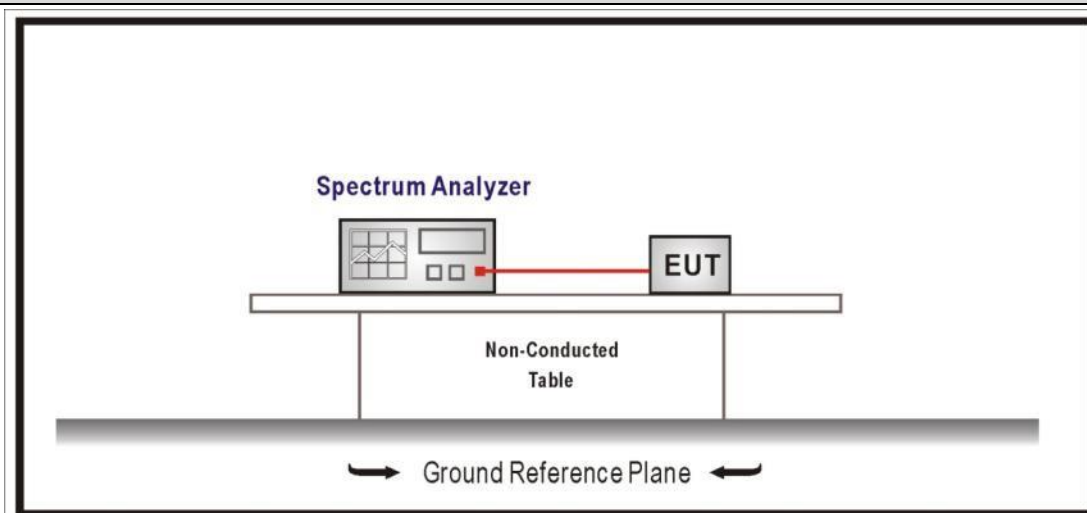 Spectrum Analyzer
EUT
Non-Conducted
Table
Ground Reference Plane